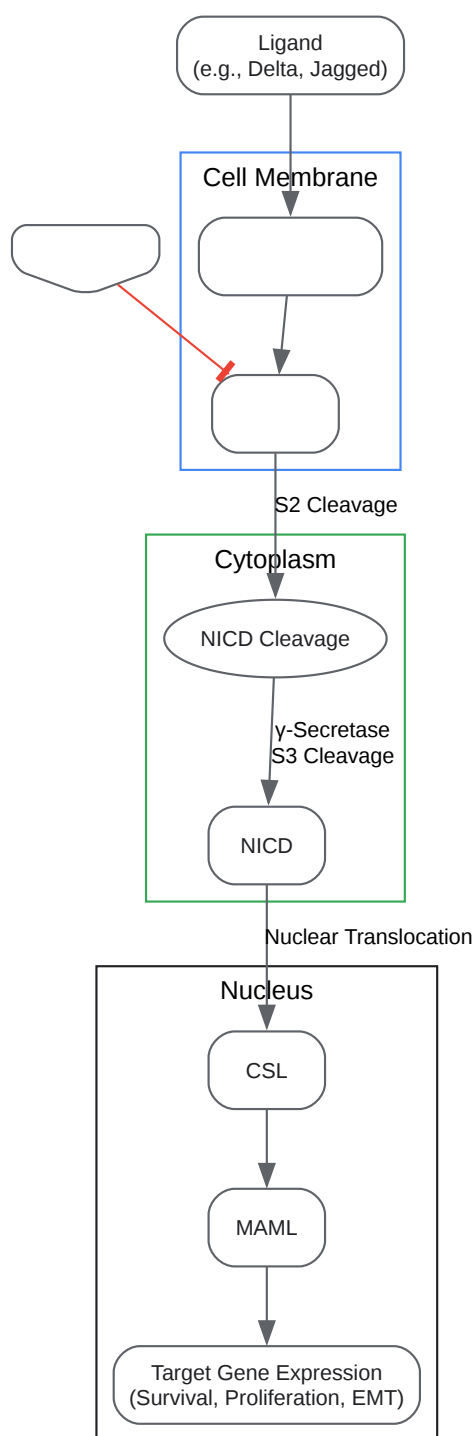 Ligand
(e.g., Delta, Jagged)
Cell Membrane
S2 Cleavage
Cytoplasm
NICD Cleavage
γ-Secretase
S3 Cleavage
NICD
Nuclear Translocation
Nucleus
CSL
MAML
Target Gene Expression
(Survival, Proliferation, EMT)